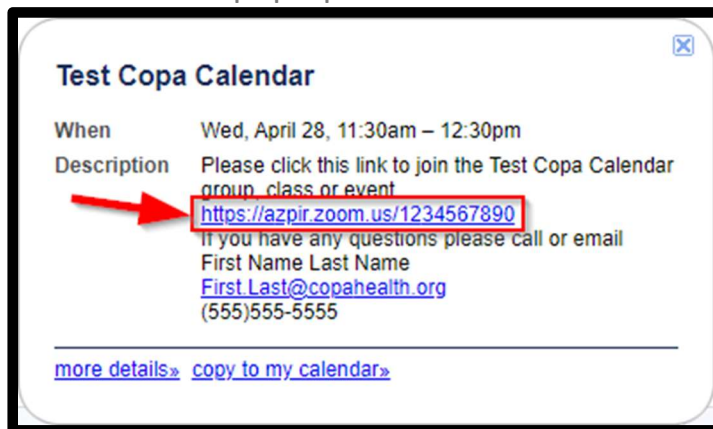 Test Copa Calendar
When Wed, April 28, 11:30am – 12:30pm
Description Please click this link to join the Test Copa Calendar
group, class or event
https://azpir.zoom.us/1234567890
If you have any questions please call or email
First Name Last Name
First.Last@copahealth.org
(555)555-5555
more details» copy to my calendar»